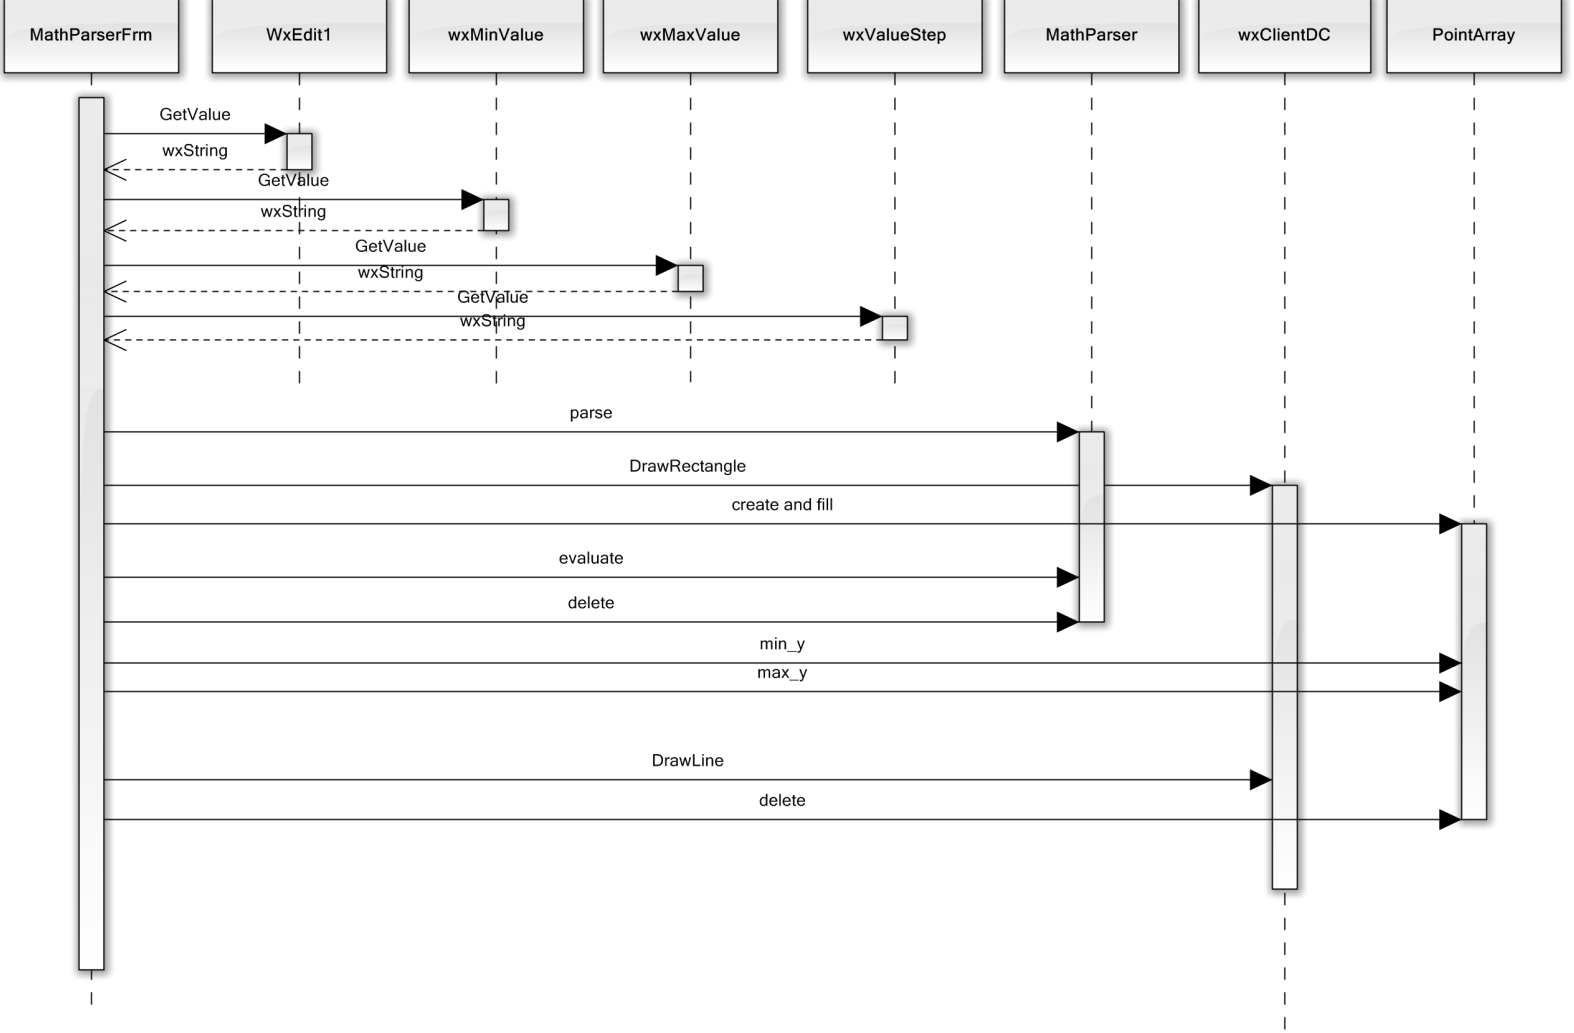 MathParserFrm
WxEdit1
wxMinValue
wxMaxValue
wxValueStep
MathParser
wxClientDC
PointArray
GetValue
wxString
GetValue
wxString
GetValue
wxString
GetValue
wxString
parse
DrawRectangle
create and fill
evaluate
delete
min_y
max_y
DrawLine
delete